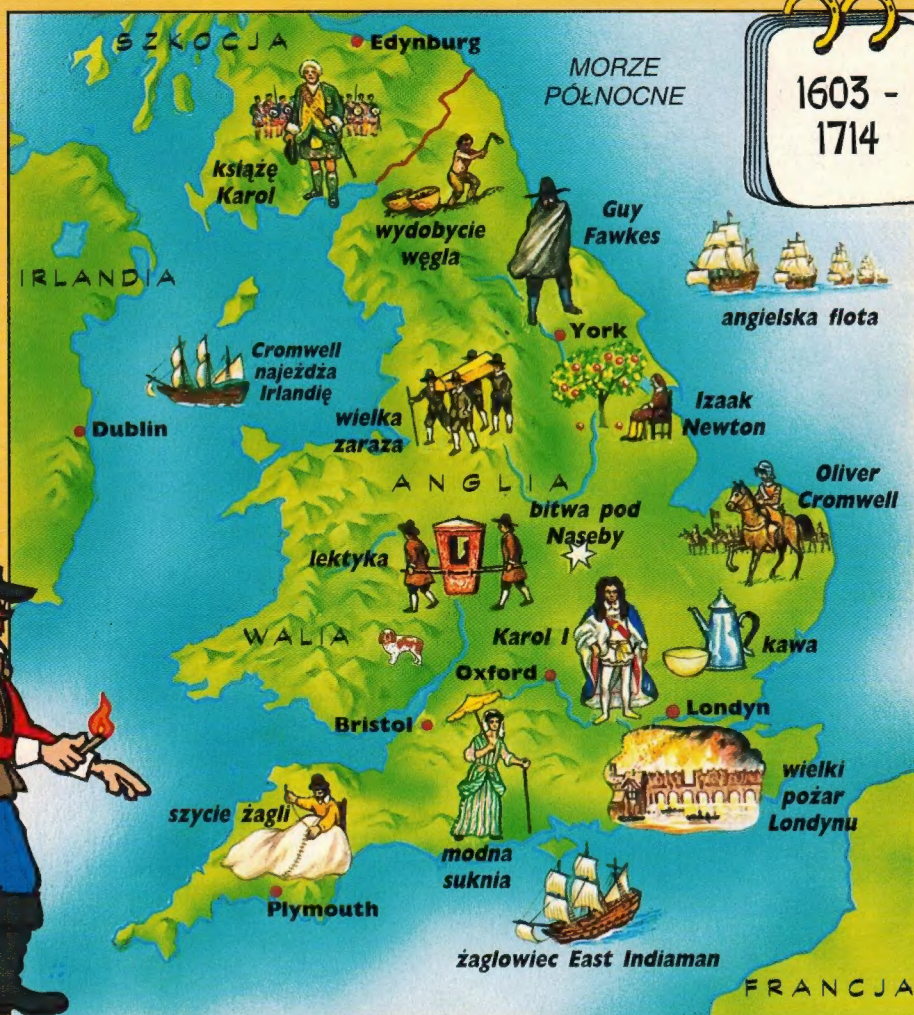 SZKOCJA
Edynburg
MORZE
PÓŁNOCNE
1603 -
1714
książę
Karol
wydobycie
węgla
Guy
Fawkes
IRLANDIA
angielska flota
York
Cromwell
najeżdża
Irlandię
Izaak
Newton
wielka
zaraza
Dublin
ANGLIA
Oliver
Cromwell
bitwa pod
Naseby
lektyka
WALIA
Karol I
kawa
Oxford
Londyn
Bristol
wielki
pożar
Londynu
szycie żagli
modna
suknia
Plymouth
żaglowiec East Indiaman
FRANCJA